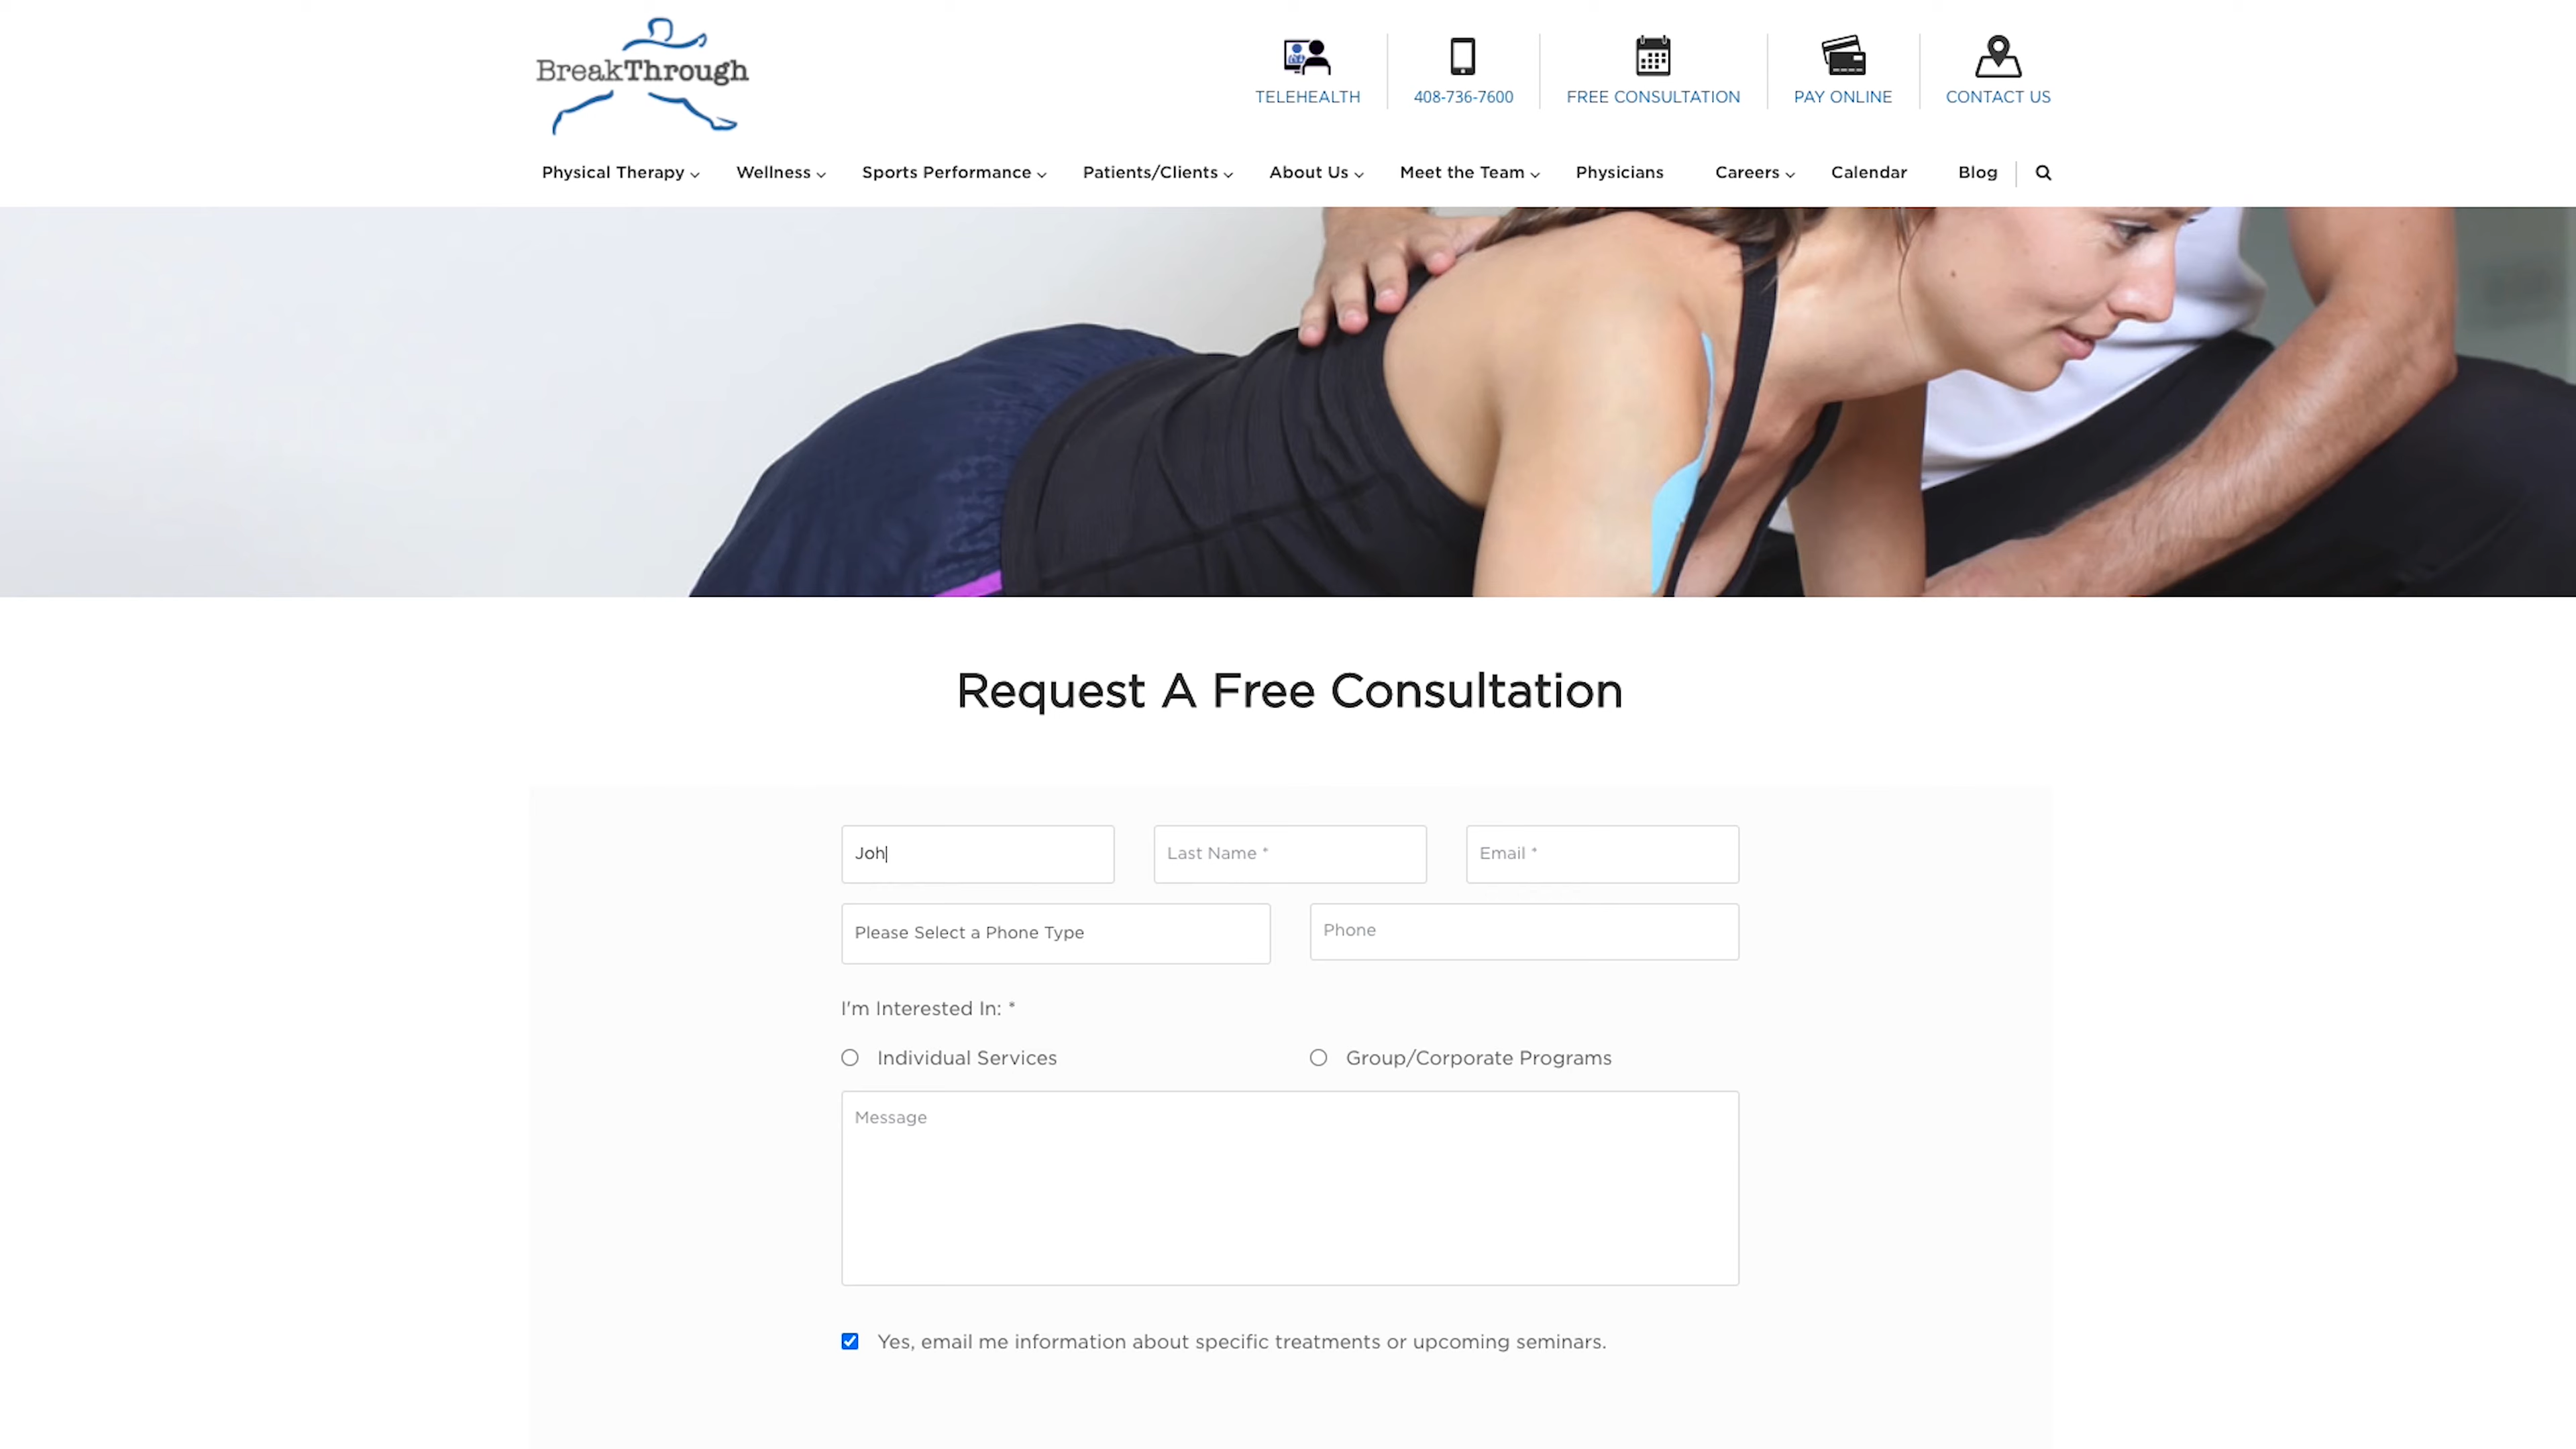 BreakThrough
TELEHEALTH
408-736-7600
FREE CONSULTATION
PAY ONLINE
CONTACT US
Physical Therapy
Wellness
Sports Performance
Patients/Clients
About Us
Meet the Team
Physicians
Careers
Calendar
Blog
Request A Free Consultation
Joh
Last Name *
Email *
Please Select a Phone Type
Phone
I'm Interested In: *
Individual Services
Group/Corporate Programs
Message
Yes, email me information about specific treatments or upcoming seminars.